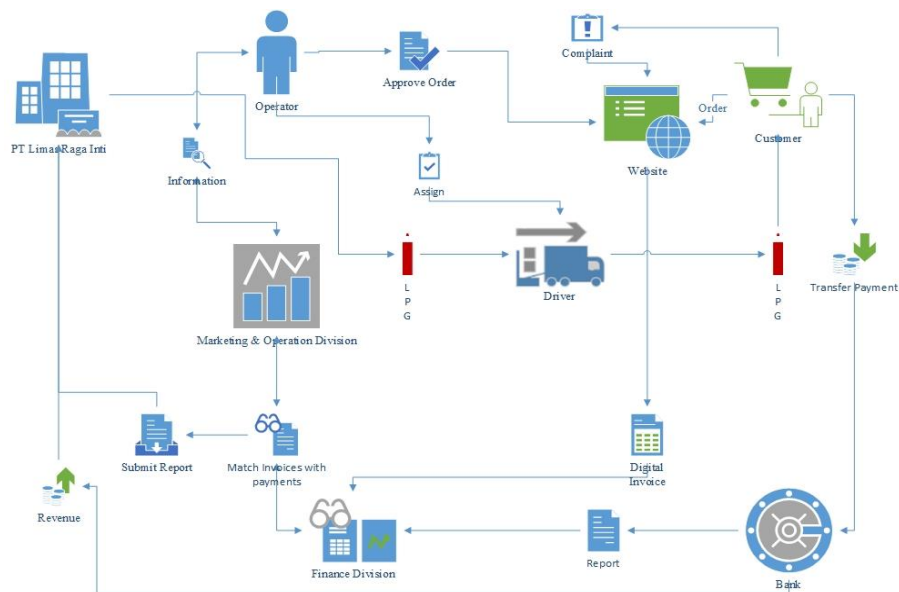 Complaint
Operator
Approve Order
Order
Customer
PT Limas Raga Inti
Information
Assign
Website
L
P
G
Driver
L
P
G
Transfer Payment
Marketing & Operation Division
Submit Report
Match Invoices with
payments
Digital
Invoice
Revenue
Finance Division
Report
Bank